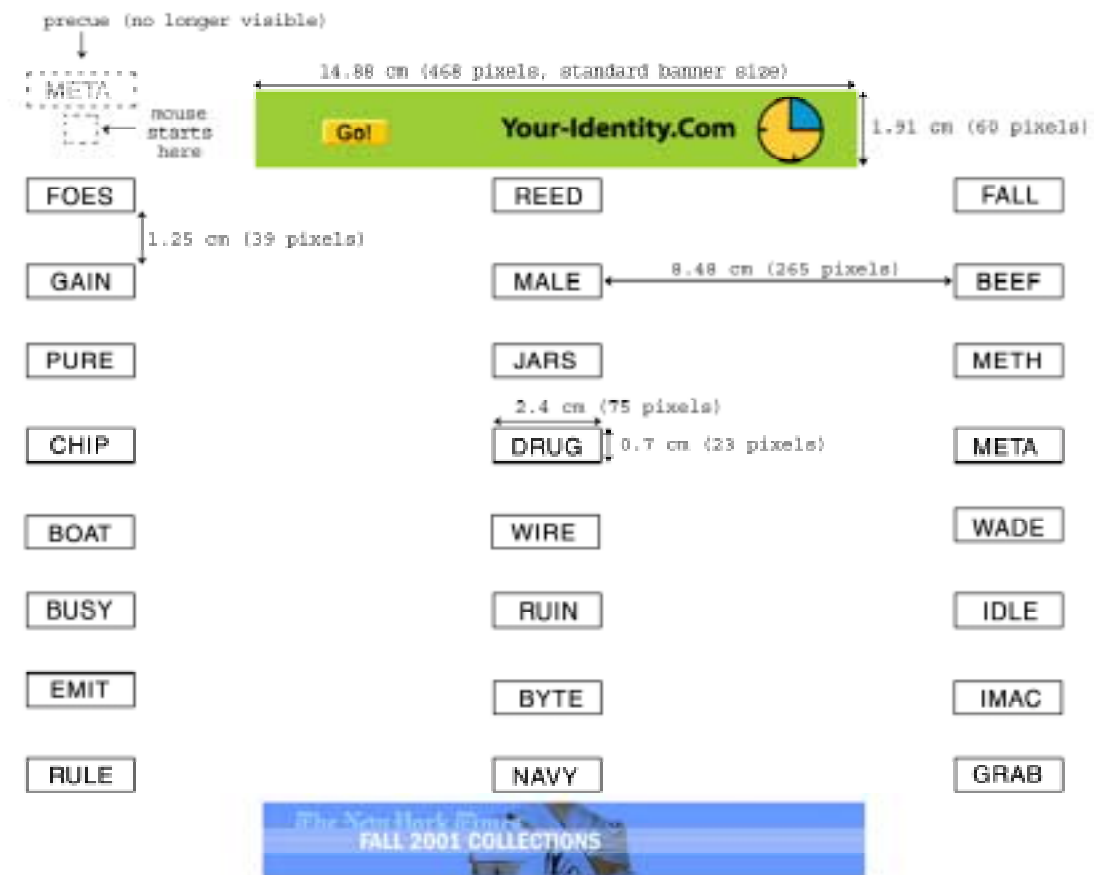 precue (no longer visible)
META
mouse
starts
here
14.88 cm (468 pixels, standard banner size)
Go!
Your-Identity.Com
1.91 cm (60 pixels)
FOES REED FALL
1.25 cm (39 pixels)
GAIN MALE BEEF
8.48 cm (265 pixels)
PURE JARS METH
2.4 cm (75 pixels)
CHIP DRUG META
0.7 cm (23 pixels)
BOAT WIRE WADE
BUSY RUIN IDLE
EMIT BYTE IMAC
RULE NAVY GRAB
The New York Times
FALL 2001 COLLECTIONS